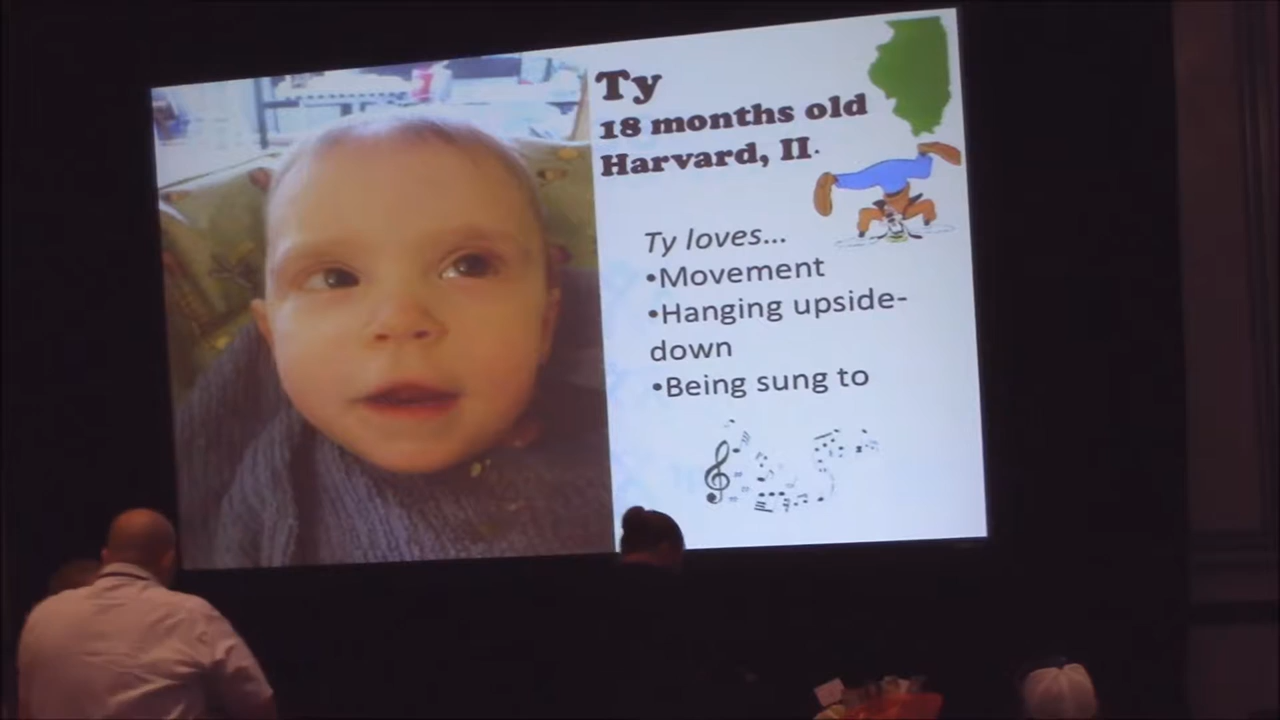 Ty
18 months old
Harvard, Il.
Ty loves...
•Movement
•Hanging upside-
down
•Being sung to